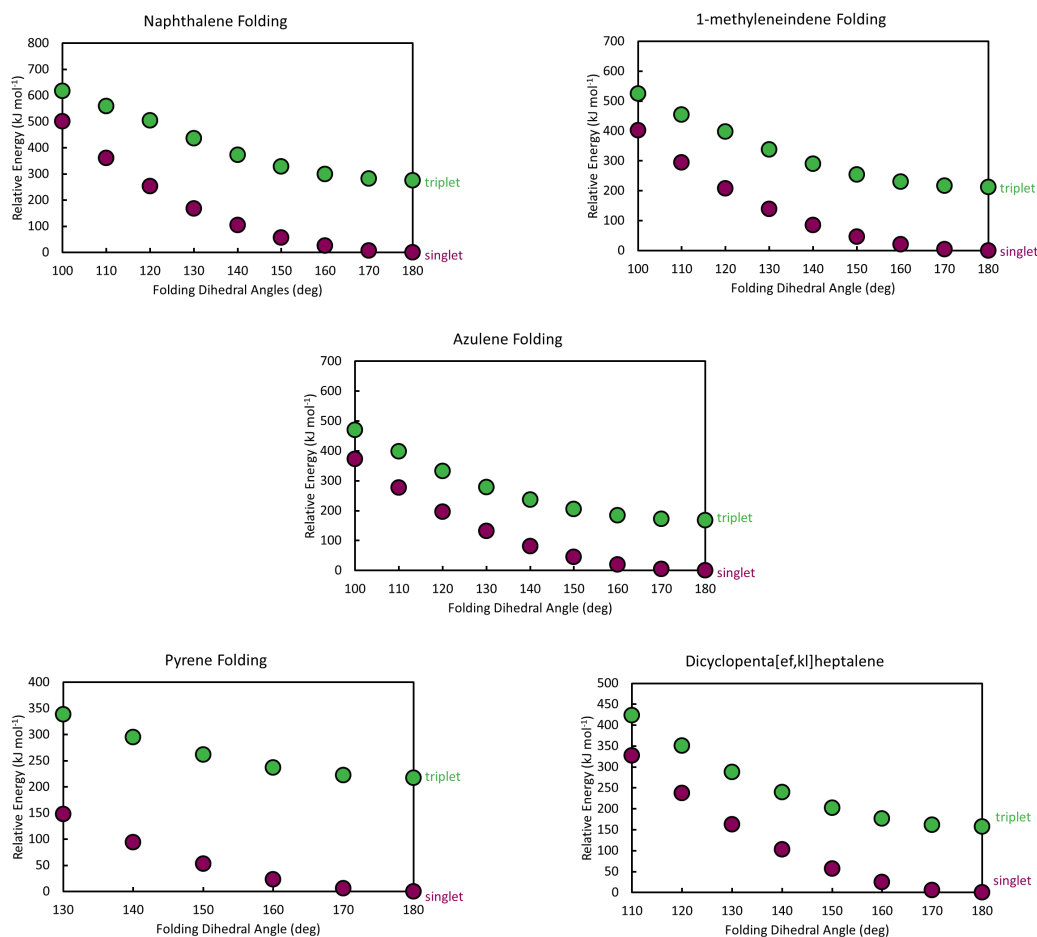 Naphthalene Folding
Relative Energy (kJ mol⁻¹)
800
700
600
500
400
300
200
100
0
100 110 120 130 140 150 160 170 180
Folding Dihedral Angles (deg)
triplet
singlet
1-methyleneindene Folding
Relative Energy (kJ mol⁻¹)
700
600
500
400
300
200
100
0
100 110 120 130 140 150 160 170 180
Folding Dihedral Angle (deg)
triplet
singlet
Azulene Folding
Relative Energy (kJ mol⁻¹)
700
600
500
400
300
200
100
0
100 110 120 130 140 150 160 170 180
Folding Dihedral Angle (deg)
triplet
singlet
Pyrene Folding
Relative Energy (kJ mol⁻¹)
400
350
300
250
200
150
100
50
0
130 140 150 160 170 180
Folding Dihedral Angle (deg)
triplet
singlet
Dicyclopenta[ef,kl]heptalene
Relative Energy (kJ mol⁻¹)
500
450
400
350
300
250
200
150
100
50
0
110 120 130 140 150 160 170 180
Folding Dihedral Angle (deg)
triplet
singlet